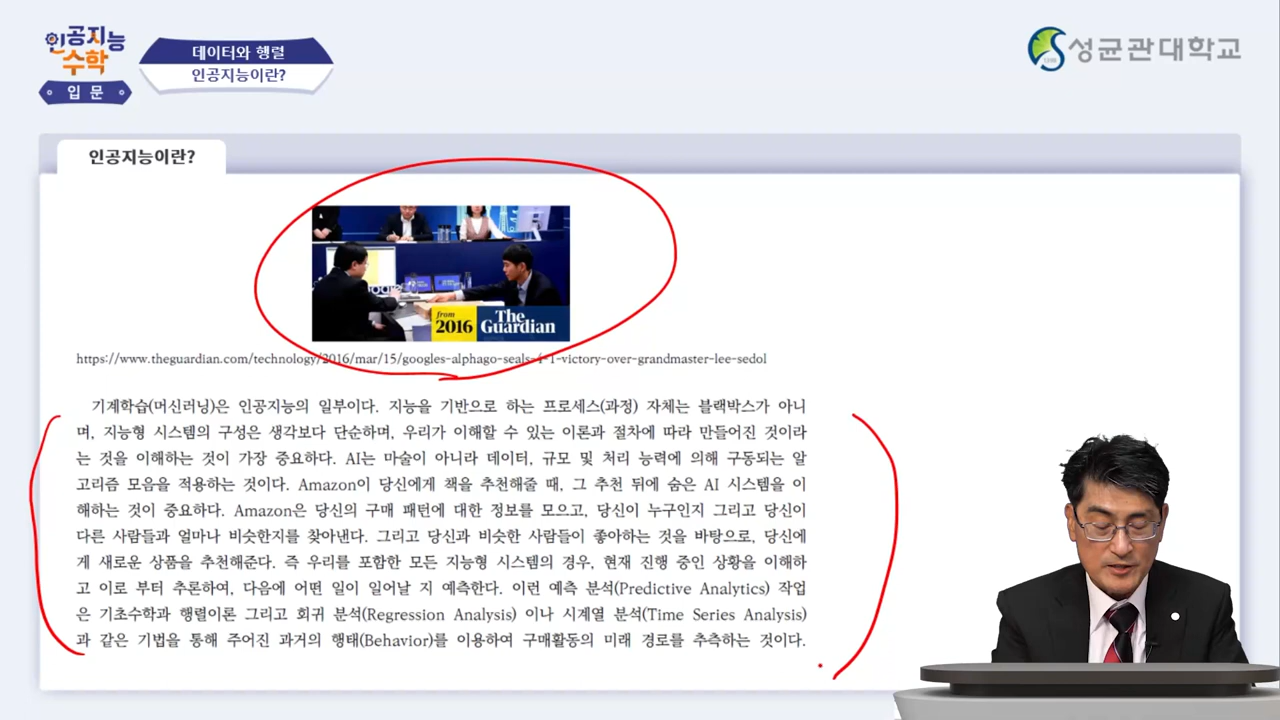 인공지능
수학
입문
데이터와 행렬
인공지능이란?
성균관대학교
인공지능이란?
from
2016
The
Guardian
https://www.theguardian.com/technology/2016/mar/15/googles-alphago-seals-4-1-victory-over-grandmaster-lee-sedol
기계학습(머신러닝)은 인공지능의 일부이다. 지능을 기반으로 하는 프로세스(과정) 자체는 블랙박스가 아니
며, 지능형 시스템의 구성은 생각보다 단순하며, 우리가 이해할 수 있는 이론과 절차에 따라 만들어진 것이라
는 것을 이해하는 것이 가장 중요하다. AI는 마술이 아니라 데이터, 규모 및 처리 능력에 의해 구동되는 알
고리즘 모음을 적용하는 것이다. Amazon이 당신에게 책을 추천해줄 때, 그 추천 뒤에 숨은 AI 시스템을 이
해하는 것이 중요하다. Amazon은 당신의 구매 패턴에 대한 정보를 모으고, 당신이 누구인지 그리고 당신이
다른 사람들과 얼마나 비슷한지를 찾아낸다. 그리고 당신과 비슷한 사람들이 좋아하는 것을 바탕으로, 당신에
게 새로운 상품을 추천해준다. 즉 우리를 포함한 모든 지능형 시스템의 경우, 현재 진행 중인 상황을 이해하
고 이로 부터 추론하여, 다음에 어떤 일이 일어날 지 예측한다. 이런 예측 분석(Predictive Analytics) 작업
은 기초수학과 행렬이론 그리고 회귀 분석(Regression Analysis) 이나 시계열 분석(Time Series Analysis)
과 같은 기법을 통해 주어진 과거의 행태(Behavior)를 이용하여 구매활동의 미래 경로를 추측하는 것이다.